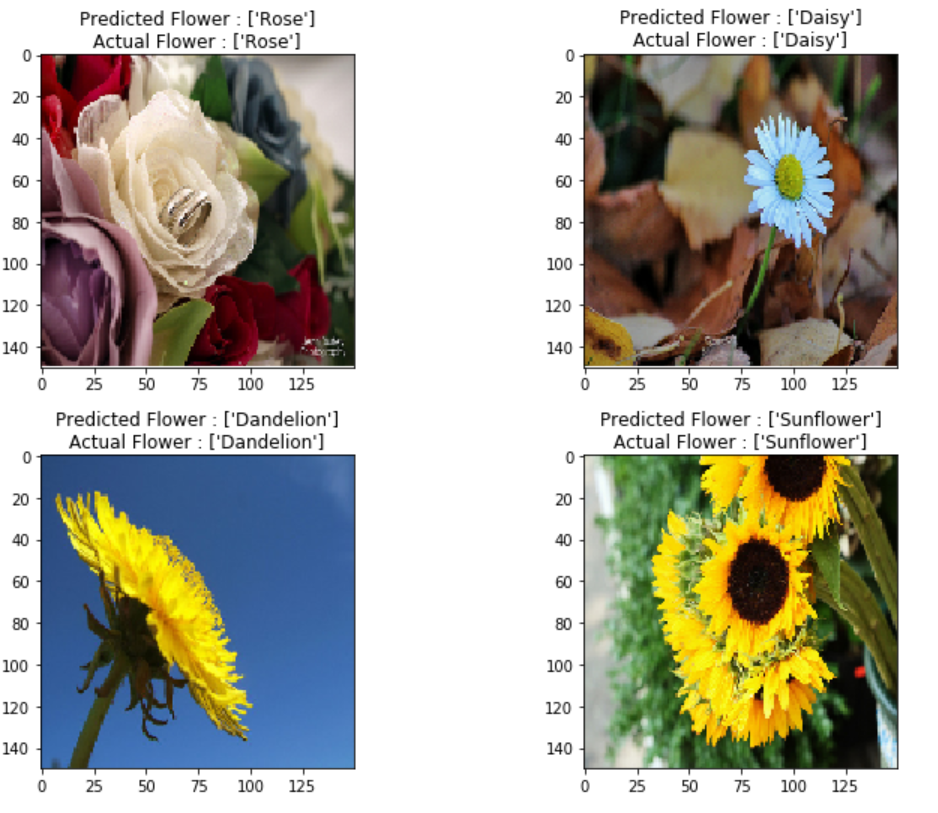 Predicted Flower : ['Rose']
Actual Flower : ['Rose']
0
20
40
60
80
100
120
140
0 25 50 75 100 125
Predicted Flower : ['Daisy']
Actual Flower : ['Daisy']
0
20
40
60
80
100
120
140
0 25 50 75 100 125
Predicted Flower : ['Dandelion']
Actual Flower : ['Dandelion']
0
20
40
60
80
100
120
140
0 25 50 75 100 125
Predicted Flower : ['Sunflower']
Actual Flower : ['Sunflower']
0
20
40
60
80
100
120
140
0 25 50 75 100 125